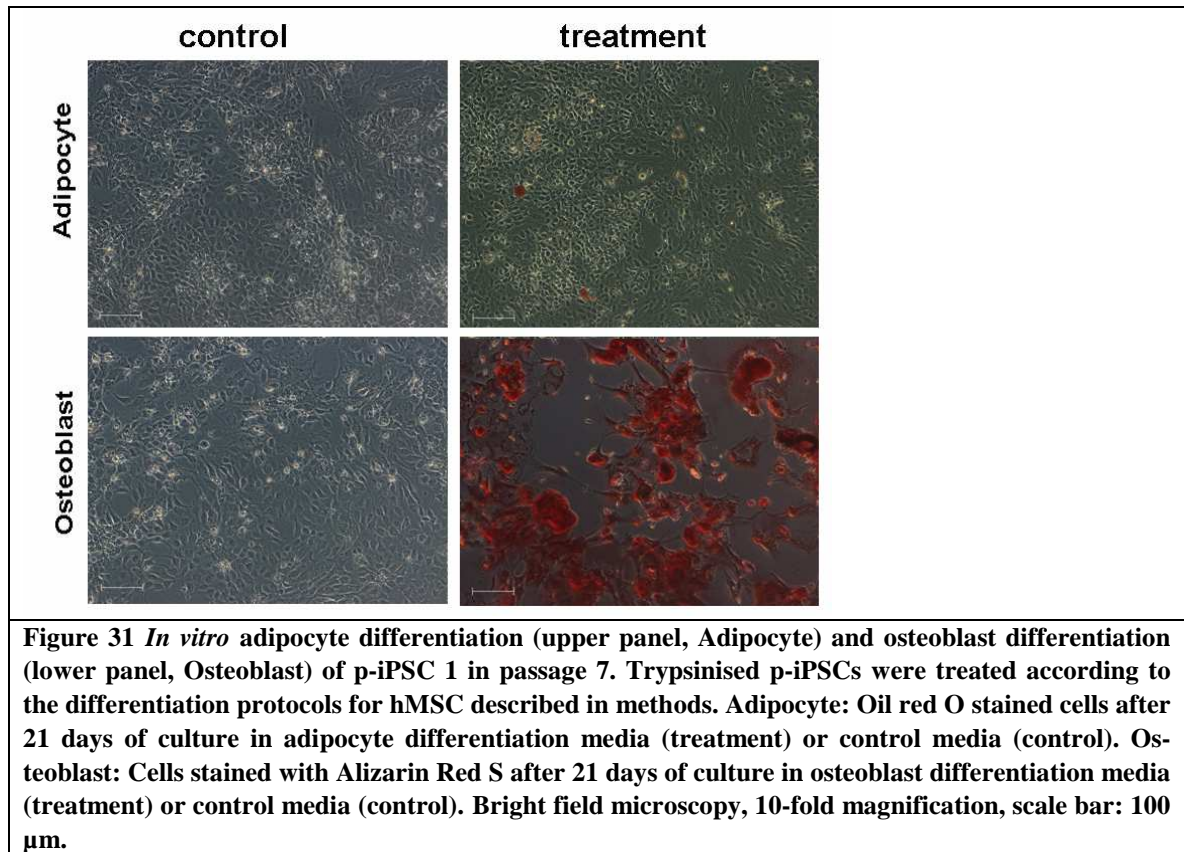 control treatment
Adipocyte
Osteoblast
Figure 31 In vitro adipocyte differentiation (upper panel, Adipocyte) and osteoblast differentiation
(lower panel, Osteoblast) of p-iPSC 1 in passage 7. Trypsinised p-iPSCs were treated according to
the differentiation protocols for hMSC described in methods. Adipocyte: Oil red O stained cells after
21 days of culture in adipocyte differentiation media (treatment) or control media (control). Os-
teoblast: Cells stained with Alizarin Red S after 21 days of culture in osteoblast differentiation media
(treatment) or control media (control). Bright field microscopy, 10-fold magnification, scale bar: 100
µm.